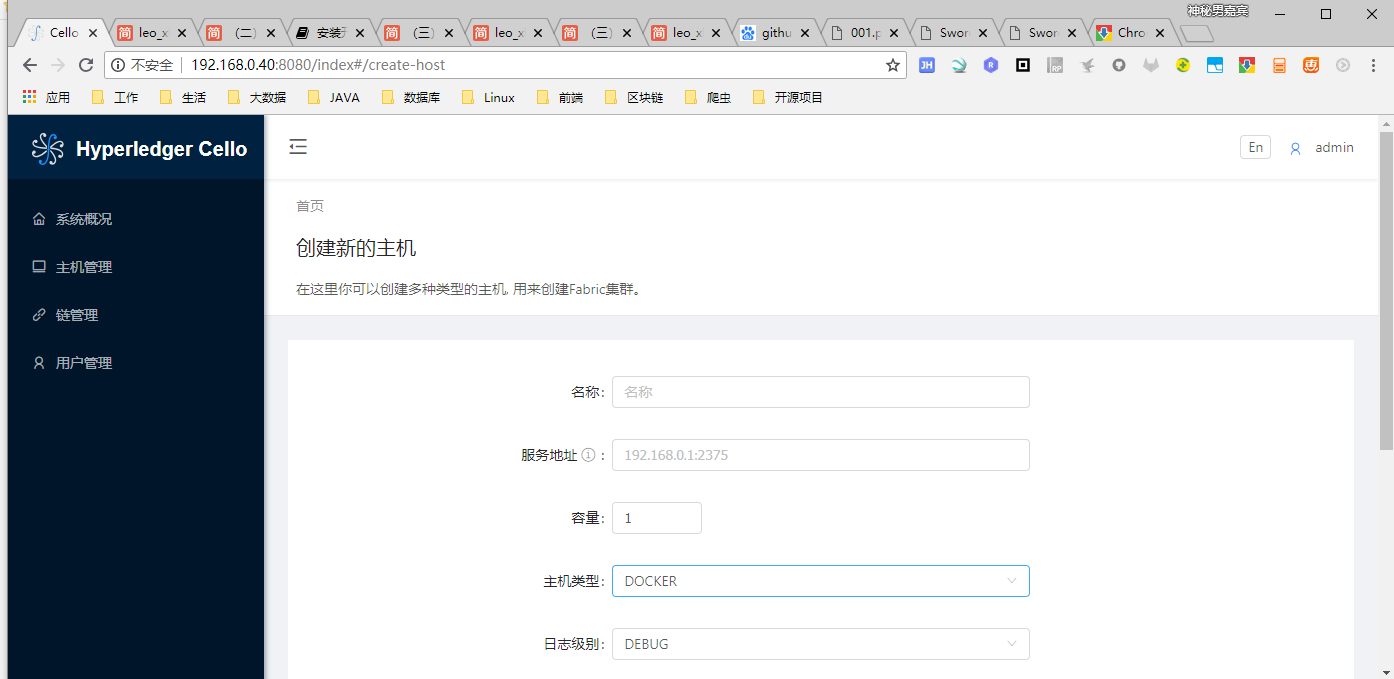 神秘男嘉宾
Cello leo_x （二） 安装 （三） leo_x （三） leo_x githu 001.p Swor Swor Chro
不安全 192.168.0.40:8080/index#/create-host
应用 工作 生活 大数据 JAVA 数据库 Linux 前端 区块链 爬虫 开源项目
Hyperledger Cello
En admin
系统概况
主机管理
链管理
用户管理
首页
创建新的主机
在这里你可以创建多种类型的主机, 用来创建Fabric集群。
名称: 名称
服务地址 : 192.168.0.1:2375
容量: 1
主机类型: DOCKER
日志级别: DEBUG